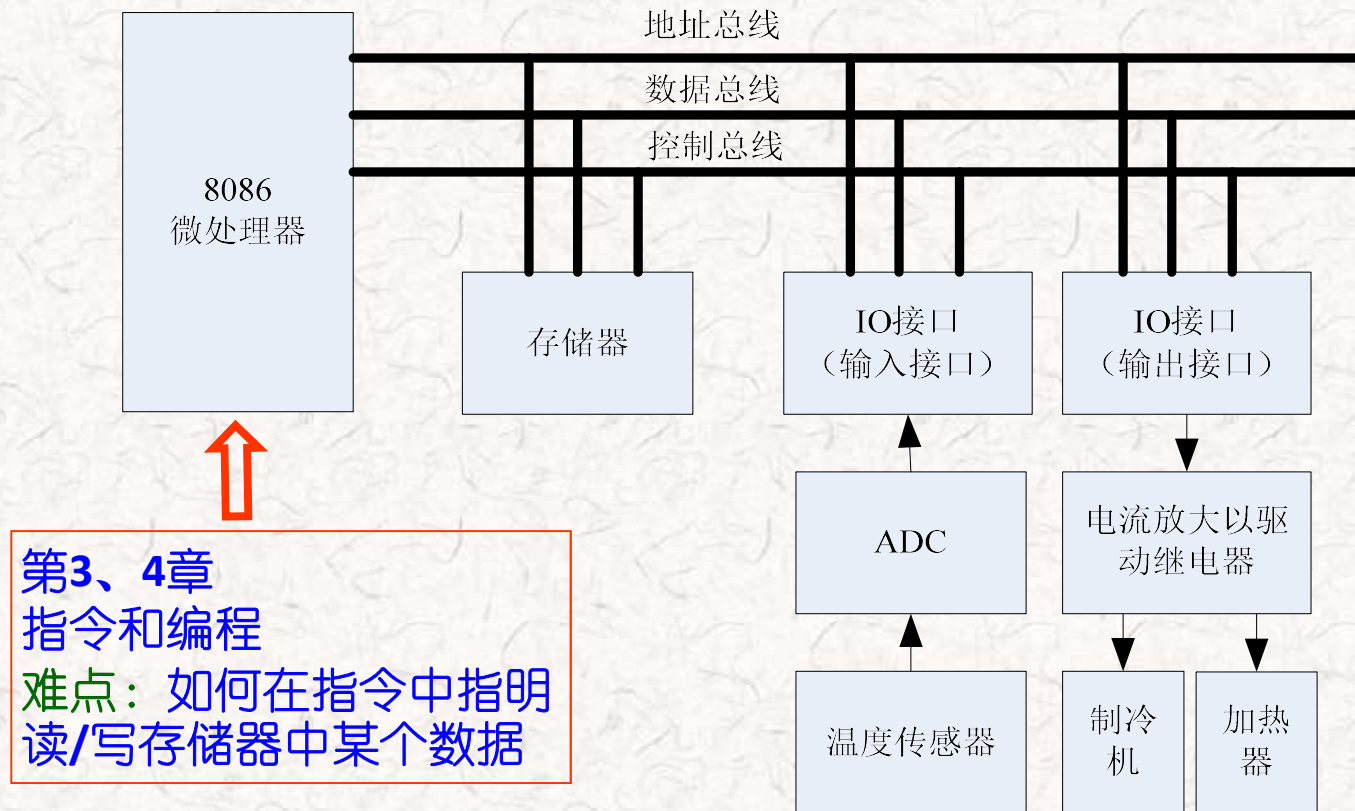 地址总线
数据总线
控制总线
8086
微处理器
存储器
IO接口
（输入接口）
IO接口
（输出接口）
ADC
电流放大以驱
动继电器
温度传感器
制冷
机
加热
器
第3、4章
指令和编程
难点：如何在指令中指明
读/写存储器中某个数据